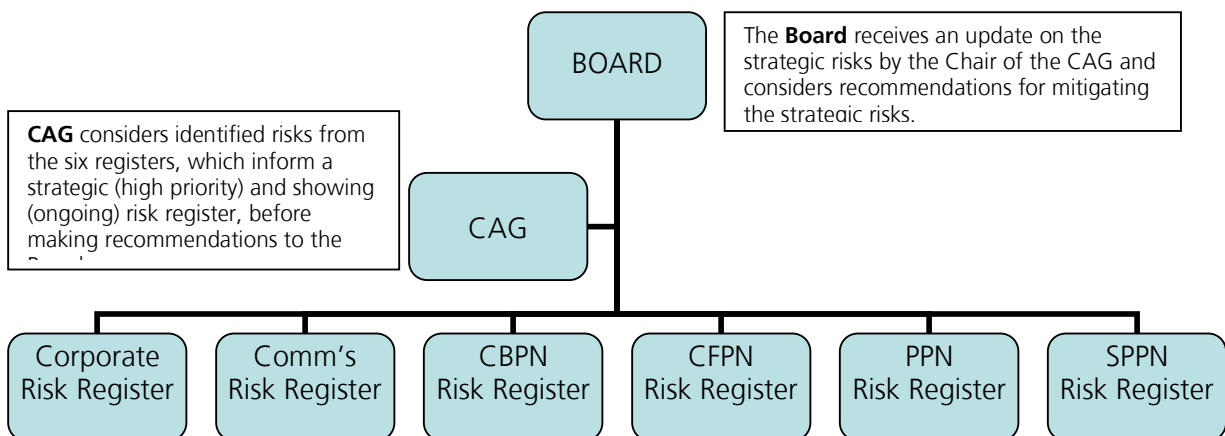 BOARD
The Board receives an update on the
strategic risks by the Chair of the CAG and
considers recommendations for mitigating
the strategic risks.
CAG considers identified risks from
the six registers, which inform a
strategic (high priority) and showing
(ongoing) risk register, before
making recommendations to the
CAG
Corporate
Risk Register
Comm's
Risk Register
CBPN
Risk Register
CFPN
Risk Register
PPN
Risk Register
SPPN
Risk Register